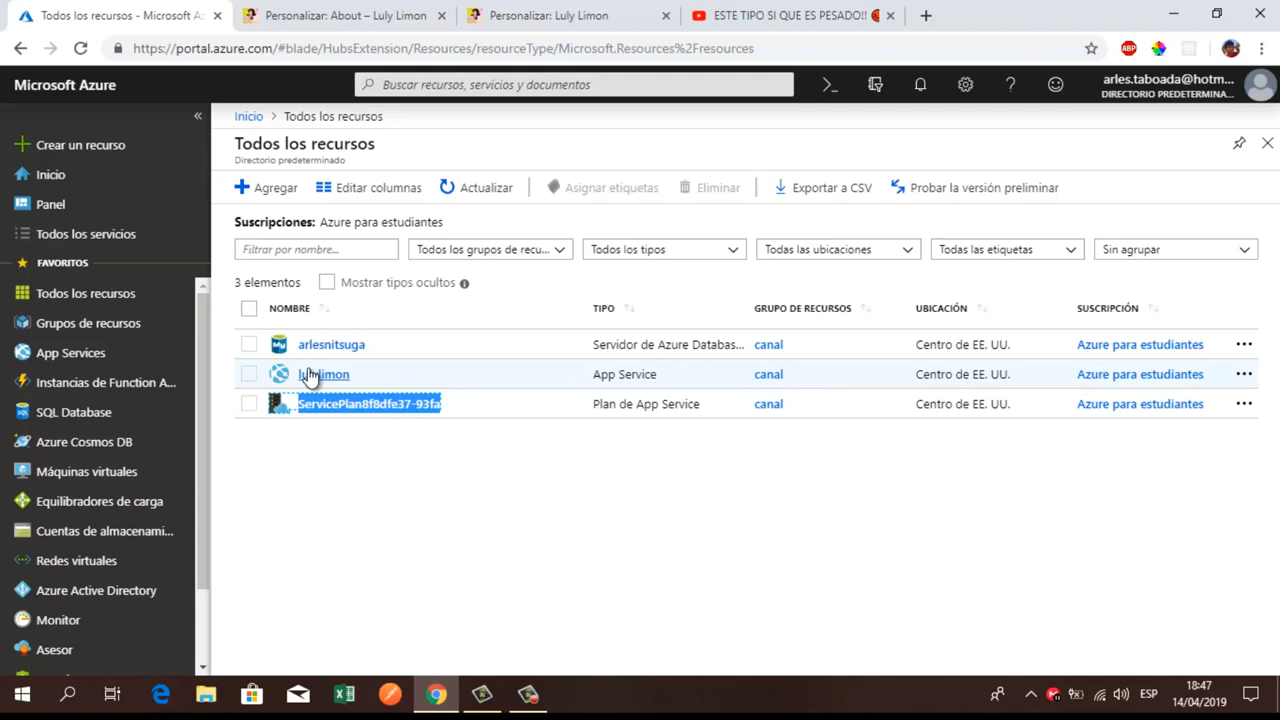 Todos los recursos - Microsoft Az
Personalizar: About – Luly Limon
Personalizar: Luly Limon
ESTE TIPO SI QUE ES PESADO!!
https://portal.azure.com/#blade/HubsExtension/Resources/resourceType/Microsoft.Resources%2Fresources
ABP
Microsoft Azure
Buscar recursos, servicios y documentos
arles.taboada@hotm...
DIRECTORIO PREDETERMINA...
Crear un recurso
Inicio
Panel
Todos los servicios
FAVORITOS
Todos los recursos
Grupos de recursos
App Services
Instancias de Function A...
SQL Database
Azure Cosmos DB
Máquinas virtuales
Equilibradores de carga
Cuentas de almacenami...
Redes virtuales
Azure Active Directory
Monitor
Asesor
Inicio > Todos los recursos
Todos los recursos
Directorio predeterminado
Agregar Editar columnas Actualizar Asignar etiquetas Eliminar Exportar a CSV Probar la versión preliminar
Suscripciones: Azure para estudiantes
Filtrar por nombre... Todos los grupos de recu... Todos los tipos Todas las ubicaciones Todas las etiquetas Sin agrupar
3 elementos Mostrar tipos ocultos
NOMBRE TIPO GRUPO DE RECURSOS UBICACIÓN SUSCRIPCIÓN
arlesnitsuga Servidor de Azure Databas... canal Centro de EE. UU. Azure para estudiantes
App Service canal Centro de EE. UU. Azure para estudiantes
ServicePlan8f8dfe37-93fa Plan de App Service canal Centro de EE. UU. Azure para estudiantes
ESP
18:47
14/04/2019